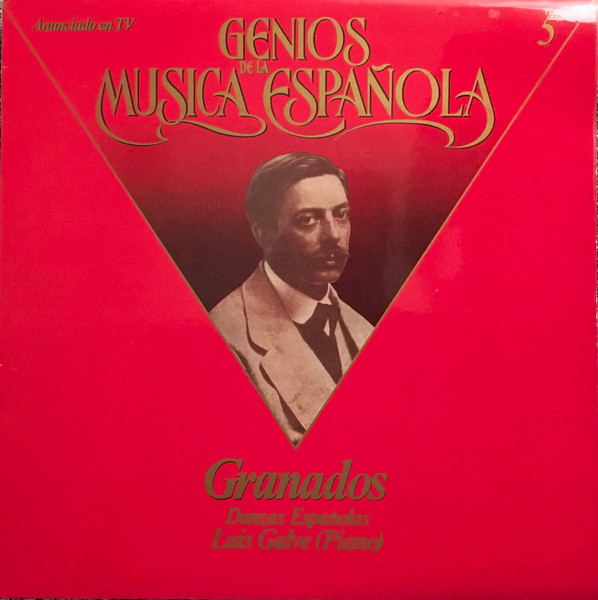 Anunciado en TV
5
GENIOS
DE LA
MUSICA ESPAÑOLA
Granados
Danzas Españolas
Luis Galve (Piano)